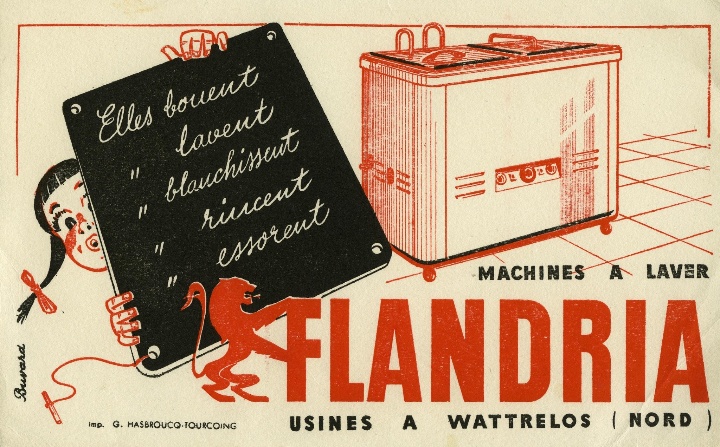 Elles bouent
" lavent
" blanchissent
" rincent
" essorent
MACHINES A LAVER
FLANDRIA
USINES A WATTRELOS ( NORD )
Buvard
Imp. G. HASBROUCQ-TOURCOING